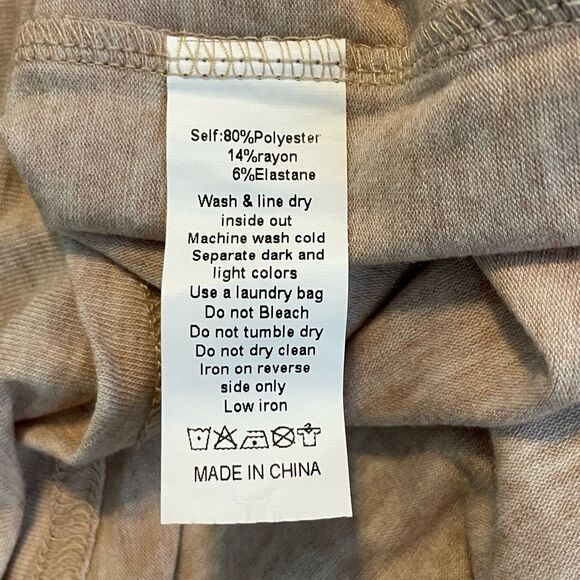 Self:80%Polyester
14%rayon
6%Elastane
Wash & line dry
inside out
Machine wash cold
Separate dark and
light colors
Use a laundry bag
Do not Bleach
Do not tumble dry
Do not dry clean
Iron on reverse
side only
Low iron
MADE IN CHINA